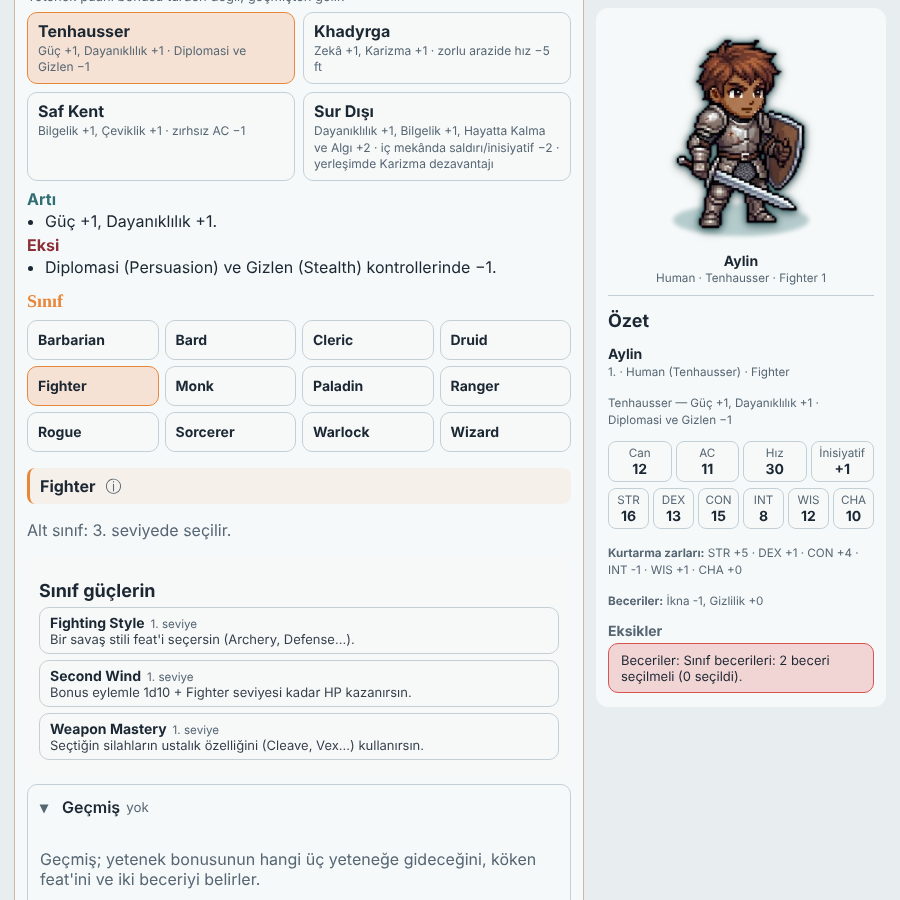 Tenhausser
Güç +1, Dayanıklılık +1 · Diplomasi ve
Gizlen −1
Khadyrga
Zekâ +1, Karizma +1 · zorlu arazide hız −5
ft
Saf Kent
Bilgelik +1, Çeviklik +1 · zırhsız AC −1
Sur Dışı
Dayanıklılık +1, Bilgelik +1, Hayatta Kalma
ve Algı +2 · iç mekânda saldırı/inisiyatif −2 ·
yerleşimde Karizma dezavantajı
Artı
• Güç +1, Dayanıklılık +1.
Eksi
• Diplomasi (Persuasion) ve Gizlen (Stealth) kontrollerinde −1.
Sınıf
Barbarian
Bard
Cleric
Druid
Fighter
Monk
Paladin
Ranger
Rogue
Sorcerer
Warlock
Wizard
Fighter ⓘ
Alt sınıf: 3. seviyede seçilir.
Sınıf güçlerin
Fighting Style 1. seviye
Bir savaş stili feat'i seçersin (Archery, Defense…).
Second Wind 1. seviye
Bonus eylemle 1d10 + Fighter seviyesi kadar HP kazanırsın.
Weapon Mastery 1. seviye
Seçtiğin silahların ustalık özelliğini (Cleave, Vex…) kullanırsın.
▼ Geçmiş yok
Geçmiş; yetenek bonusunun hangi üç yeteneğe gideceğini, köken
feat'ini ve iki beceriyi belirler.
Aylin
Human · Tenhausser · Fighter 1
Özet
Aylin
1. · Human (Tenhausser) · Fighter
Tenhausser — Güç +1, Dayanıklılık +1 ·
Diplomasi ve Gizlen −1
Can
12
AC
11
Hız
30
İnisiyatif
+1
STR
16
DEX
13
CON
15
INT
8
WIS
12
CHA
10
Kurtarma zarları: STR +5 · DEX +1 · CON +4 ·
INT -1 · WIS +1 · CHA +0
Beceriler: İkna -1, Gizlilik +0
Eksikler
Beceriler: Sınıf becerileri: 2 beceri
seçilmeli (0 seçildi).